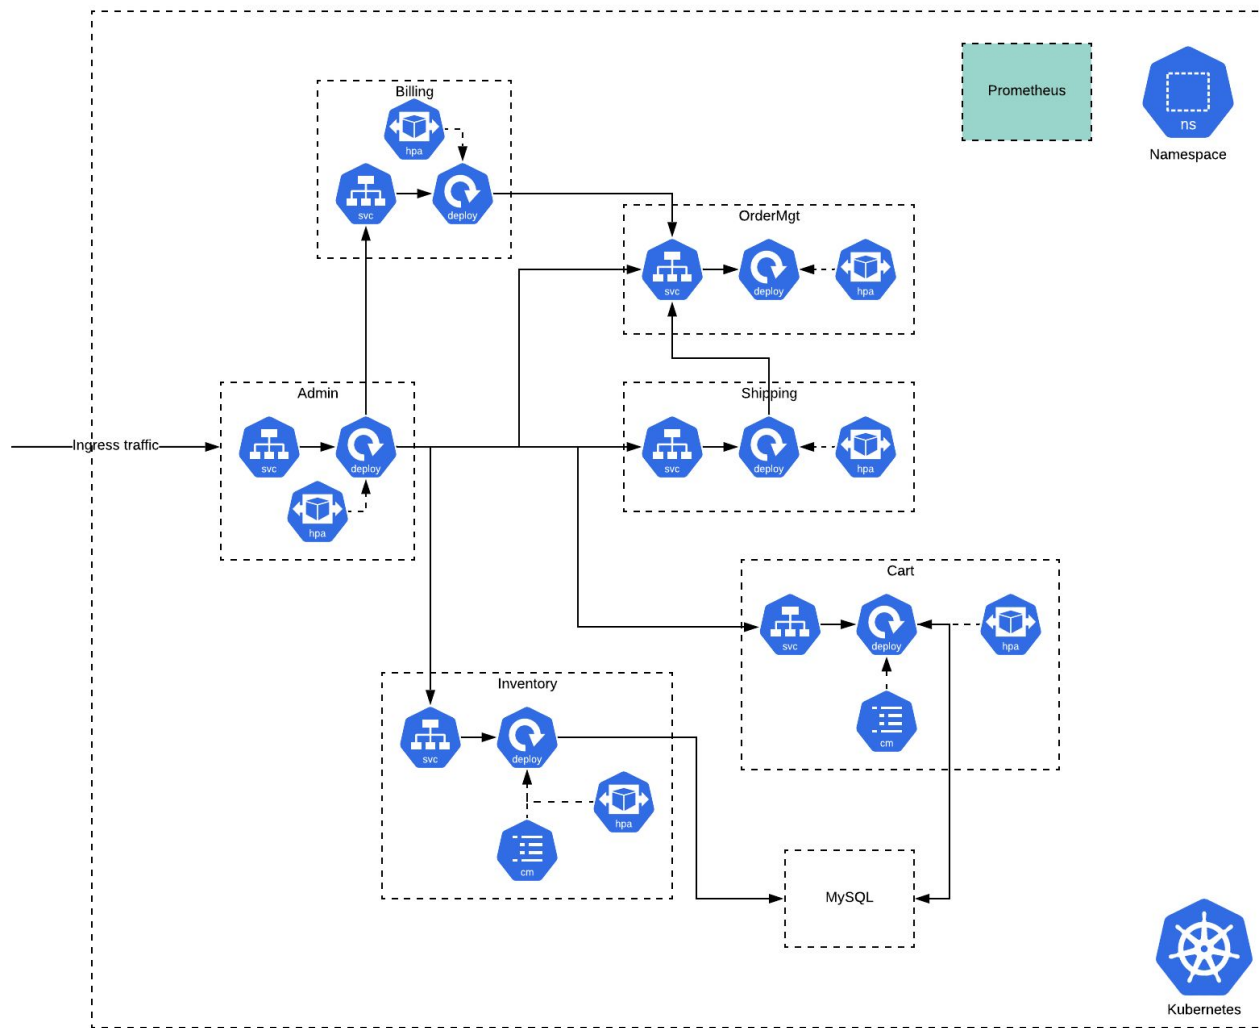 Prometheus
ns
Namespace
Billing
hpa
svc
deploy
OrderMgt
svc
deploy
hpa
Ingress traffic
Admin
svc
deploy
hpa
Shipping
svc
deploy
hpa
Cart
svc
deploy
hpa
cm
Inventory
svc
deploy
hpa
cm
MySQL
Kubernetes